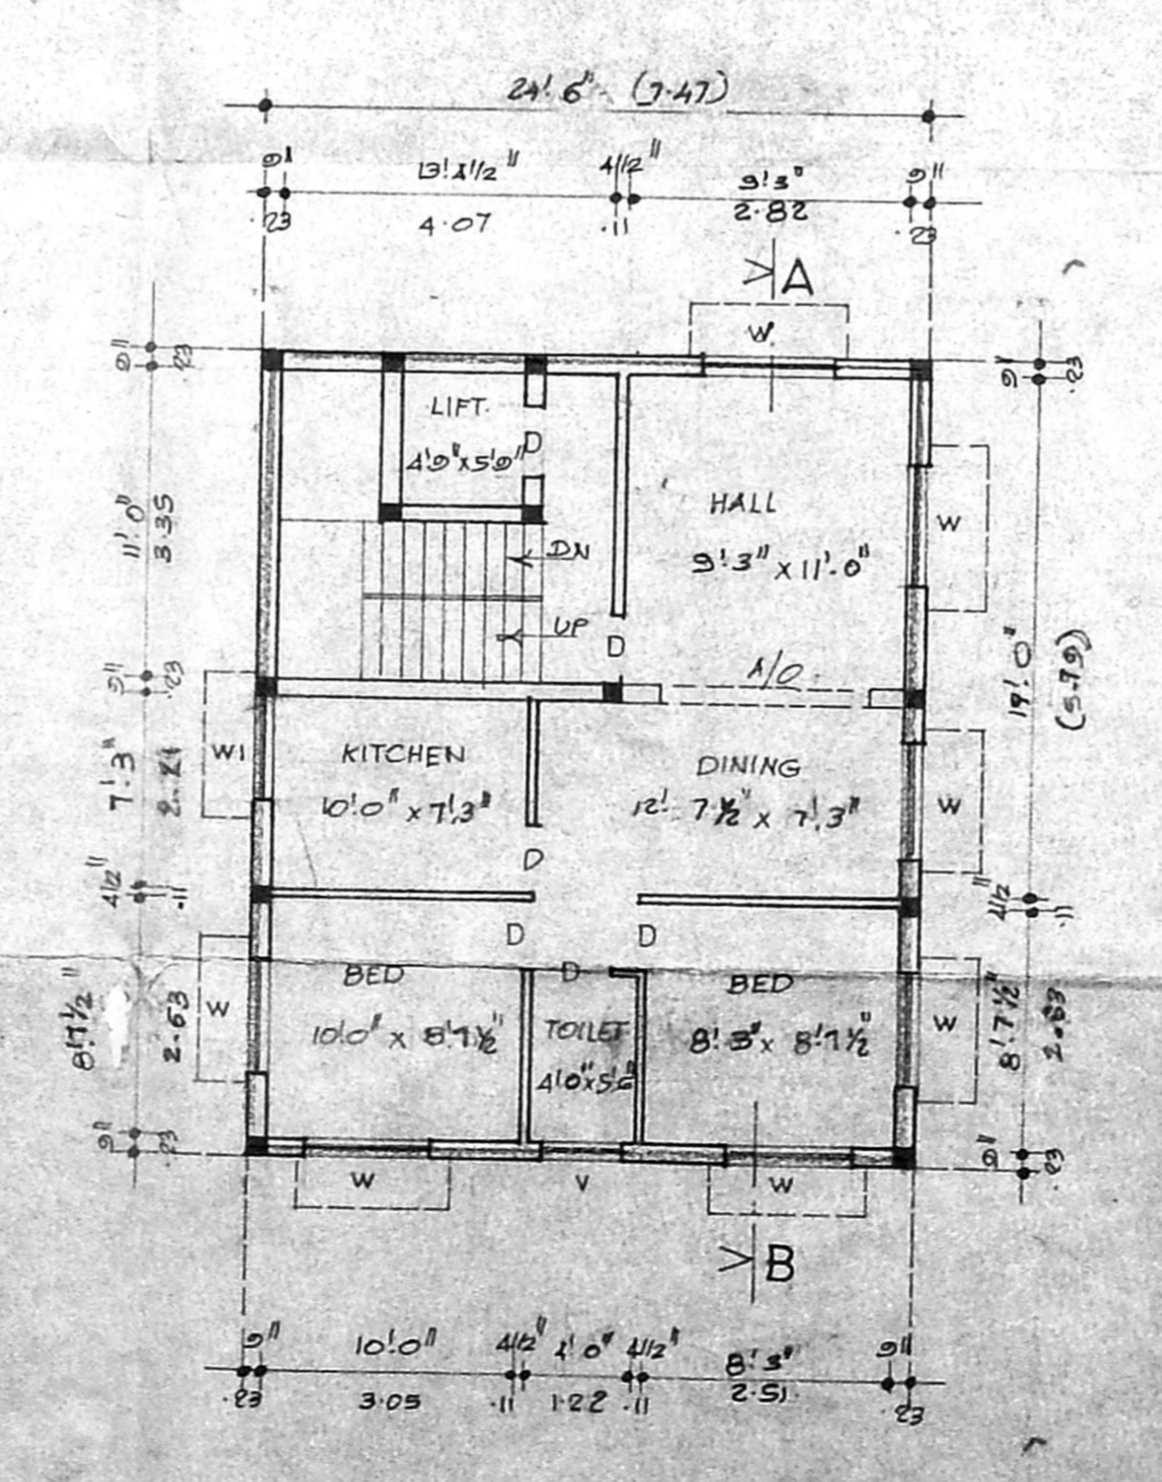 24'.6" (7.47)
9" 13'.4 1/2" 4 1/2" 9'.3" 9"
.23 4.07 .11 2.82 .23
A
W
9" .23
9" .23
LIFT
4'9" x 5'9" D
11'.0" 3.35
HALL
9'.3" x 11'.0"
W
DN
UP
D
A/O
19'.0" (5.79)
9" .23
W1
KITCHEN
10'.0" x 7'.3"
DINING
12'. 7 1/2" x 7'.3"
W
7'.3" 2.21
D
4 1/2" .11
4 1/2" .11
D D
D
BED
10'.0" x 8'.7 1/2"
TOILET
4'0" x 5'6"
BED
8'.3" x 8'.7 1/2"
W
W
8'.7 1/2" 2.63
8'.7 1/2" 2.63
9" .23
9" .23
W V W
B
9" 10'.0" 4 1/2" 4'.0" 4 1/2" 8'.3" 9"
.23 3.05 .11 1.22 .11 2.51 .23